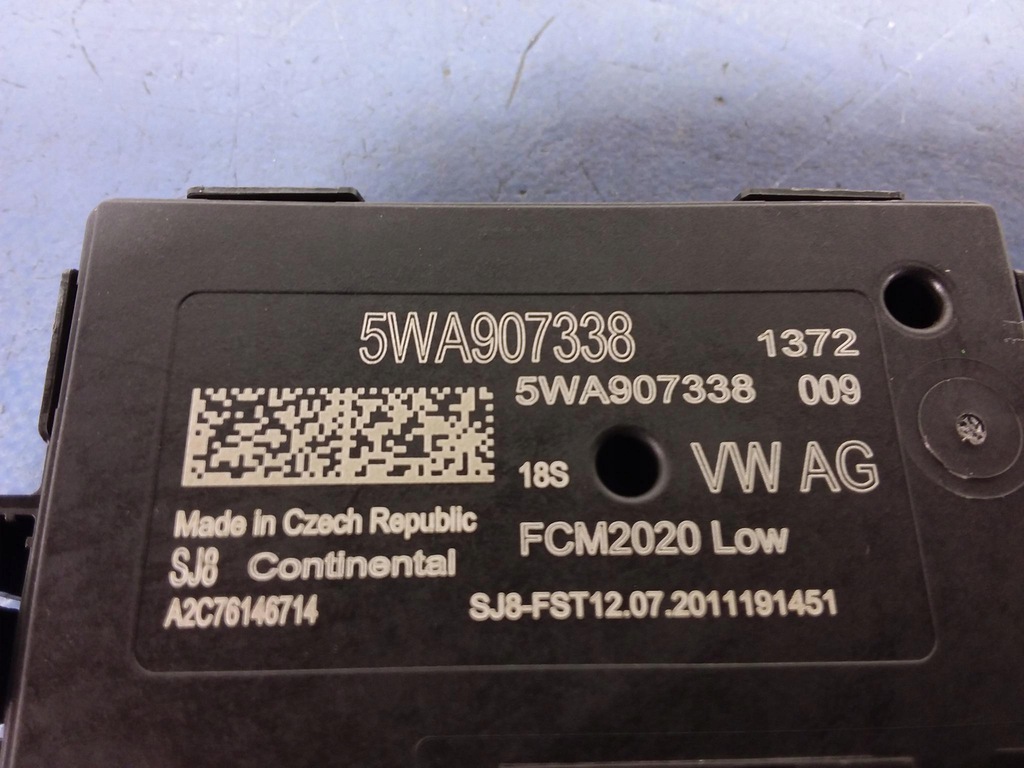 5WA907338 1372
5WA907338 009
18S VW AG
Made in Czech Republic
FCM2020 Low
SJ8 Continental
A2C76146714 SJ8-FST12.07.2011191451